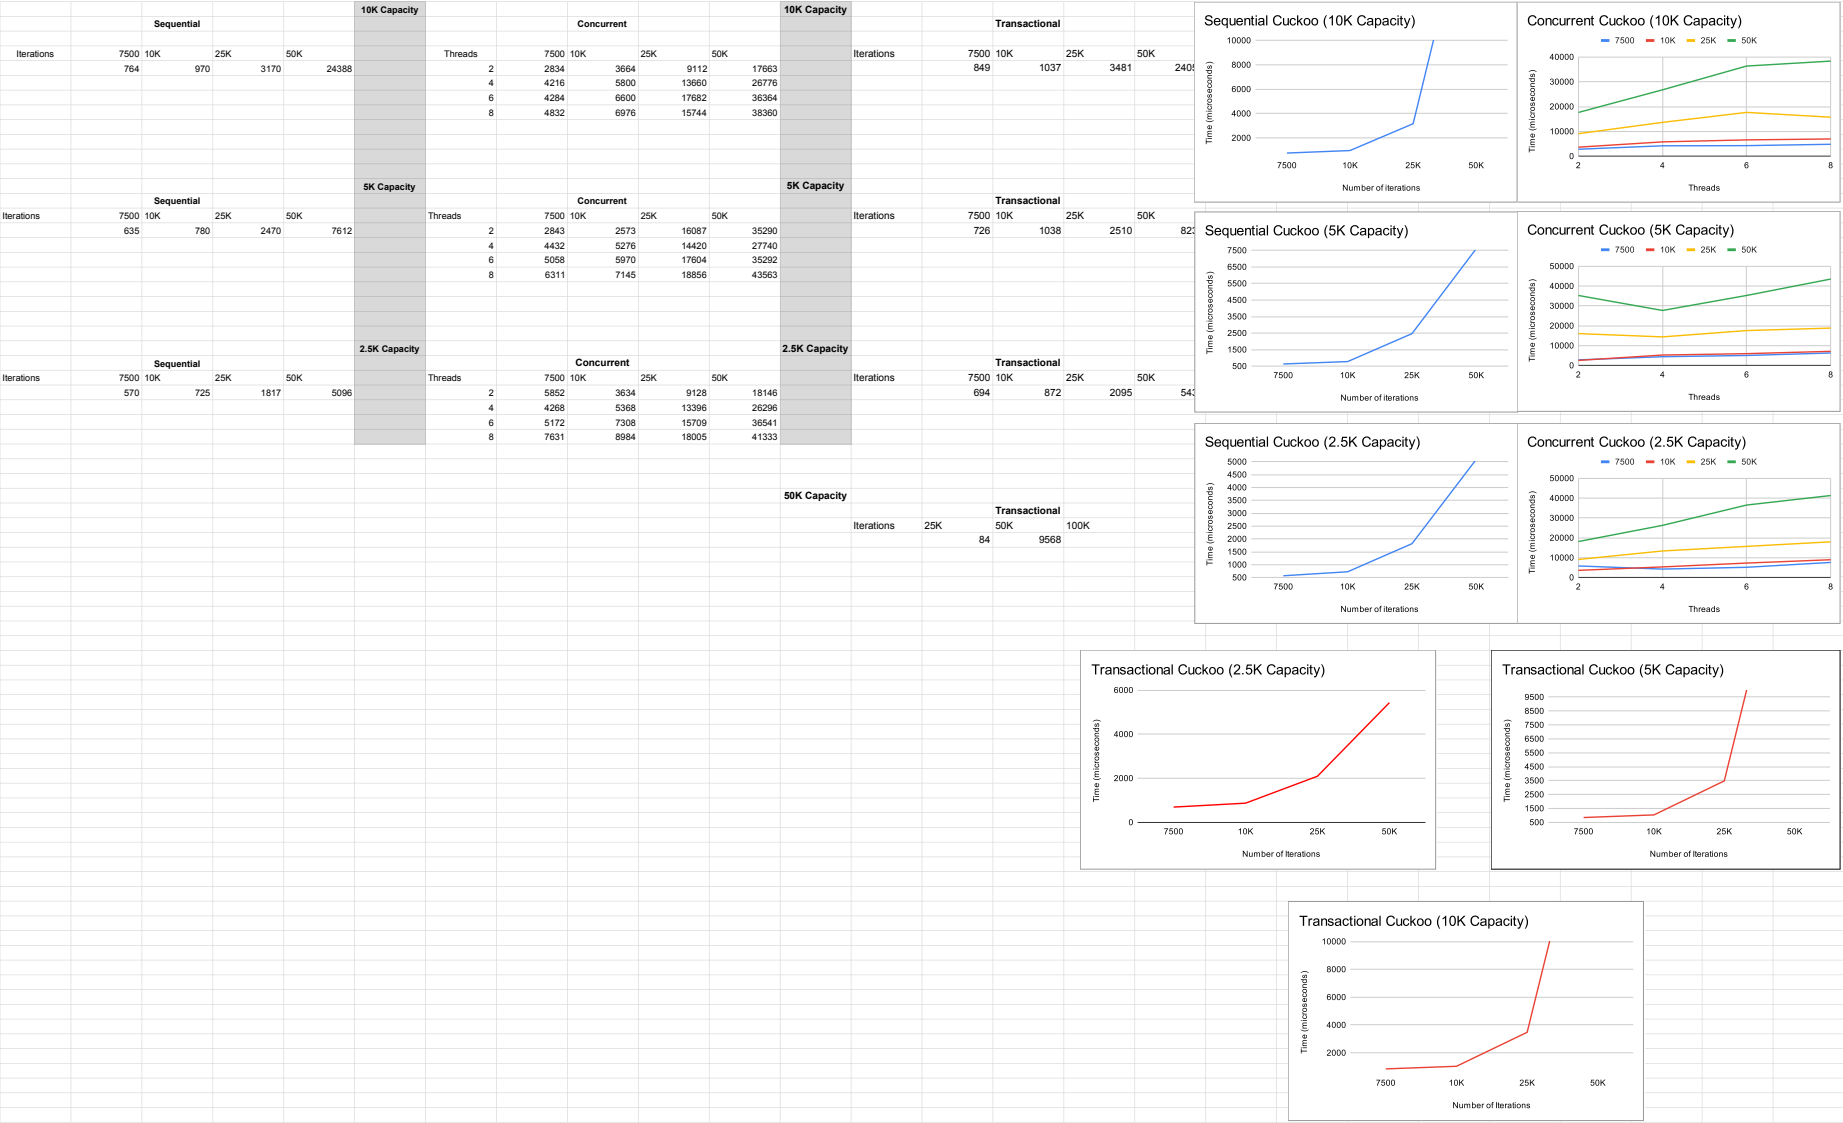 10K Capacity 10K Capacity
Sequential Concurrent Transactional
Iterations 7500 10K 25K 50K Threads 7500 10K 25K 50K Iterations 7500 10K 25K 50K
764 970 3170 24388 2 2834 3664 9112 17663 849 1037 3481
4 4216 5800 13660 26776
6 4284 6600 17682 36364
8 4832 6976 15744 38360
5K Capacity 5K Capacity
Sequential Concurrent Transactional
Iterations 7500 10K 25K 50K Threads 7500 10K 25K 50K Iterations 7500 10K 25K 50K
635 780 2470 7612 2 2843 2573 16087 35290 726 1038 2510
4 4432 5276 14420 27740
6 5058 5970 17604 35292
8 6311 7145 18856 43563
2.5K Capacity 2.5K Capacity
Sequential Concurrent Transactional
Iterations 7500 10K 25K 50K Threads 7500 10K 25K 50K Iterations 7500 10K 25K 50K
570 725 1817 5096 2 5852 3634 9128 18146 694 872 2095
4 4268 5368 13396 26296
6 5172 7308 15709 36541
8 7631 8984 18005 41333
50K Capacity
Transactional
Iterations 25K 50K 100K
84 9568
Sequential Cuckoo (10K Capacity)
Time (microseconds)
10000
8000
6000
4000
2000
7500 10K 25K 50K
Number of iterations
Concurrent Cuckoo (10K Capacity)
7500 10K 25K 50K
Time (microseconds)
40000
30000
20000
10000
0
2 4 6 8
Threads
Sequential Cuckoo (5K Capacity)
Time (microseconds)
7500
6500
5500
4500
3500
2500
1500
500
7500 10K 25K 50K
Number of iterations
Concurrent Cuckoo (5K Capacity)
7500 10K 25K 50K
Time (microseconds)
50000
40000
30000
20000
10000
0
2 4 6 8
Threads
Sequential Cuckoo (2.5K Capacity)
Time (microseconds)
5000
4500
4000
3500
3000
2500
2000
1500
1000
500
7500 10K 25K 50K
Number of iterations
Concurrent Cuckoo (2.5K Capacity)
7500 10K 25K 50K
Time (microseconds)
50000
40000
30000
20000
10000
0
2 4 6 8
Threads
Transactional Cuckoo (2.5K Capacity)
Time (microseconds)
6000
4000
2000
0
7500 10K 25K 50K
Number of Iterations
Transactional Cuckoo (5K Capacity)
Time (microseconds)
9500
8500
7500
6500
5500
4500
3500
2500
1500
500
7500 10K 25K 50K
Number of Iterations
Transactional Cuckoo (10K Capacity)
Time (microseconds)
10000
8000
6000
4000
2000
7500 10K 25K 50K
Number of Iterations